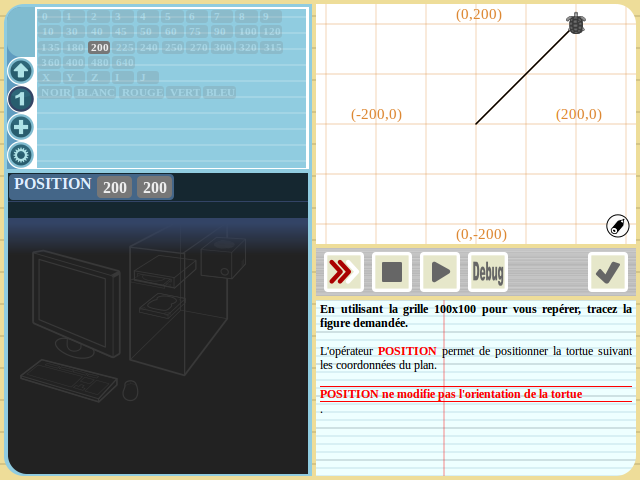 0 1 2 3 4 5 6 7 8 9
10 30 40 45 50 60 75 90 100 120
135 180 200 225 240 250 270 300 320 315
360 400 480 640
X Y Z I J
NOIR BLANC ROUGE VERT BLEU
1
POSITION 200 200
(0,200)
(-200,0) (200,0)
(0,-200)
Debug
En utilisant la grille 100x100 pour vous repérer, tracez la
figure demandée.
L'opérateur POSITION permet de positionner la tortue suivant
les coordonnées du plan.
POSITION ne modifie pas l'orientation de la tortue
.